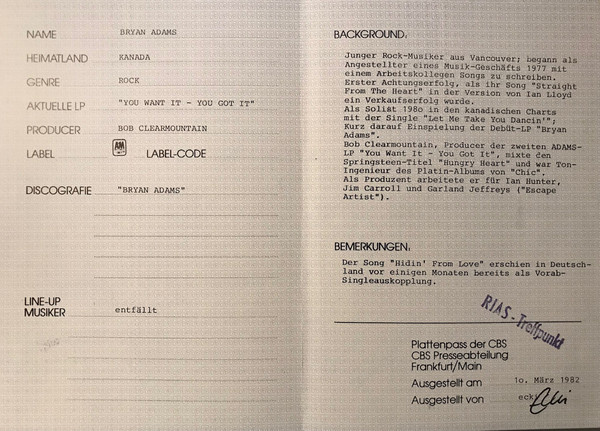 NAME BRYAN ADAMS
HEIMATLAND KANADA
GENRE ROCK
AKTUELLE LP "YOU WANT IT - YOU GOT IT"
PRODUCER BOB CLEARMOUNTAIN
LABEL A&M LABEL-CODE
DISCOGRAFIE "BRYAN ADAMS"
LINE-UP
MUSIKER entfällt
BACKGROUND:
Junger Rock-Musiker aus Vancouver; begann als
Angestellter eines Musik-Geschäfts 1977 mit
einem Arbeitskollegen Songs zu schreiben.
Erster Achtungserfolg, als ihr Song "Straight
From The Heart" in der Version von Ian Lloyd
ein Verkaufserfolg wurde.
Als Solist 198o in den kanadischen Charts
mit der Single "Let Me Take You Dancin'";
Kurz darauf Einspielung der Debüt-LP "Bryan
Adams".
Bob Clearmountain, Producer der zweiten ADAMS-
LP "You Want It - You Got It", mixte den
Springsteen-Titel "Hungry Heart" und war Ton-
Ingenieur des Platin-Albums von "Chic".
Als Produzent arbeitete er für Ian Hunter,
Jim Carroll und Garland Jeffreys ("Escape
Artist").
BEMERKUNGEN:
Der Song "Hidin' From Love" erschien in Deutsch-
land vor einigen Monaten bereits als Vorab-
Singleauskopplung.
RIAS-Treffpunkt
Plattenpass der CBS
CBS Presseabteilung
Frankfurt/Main
Ausgestellt am 1o. März 1982
Ausgestellt von eck